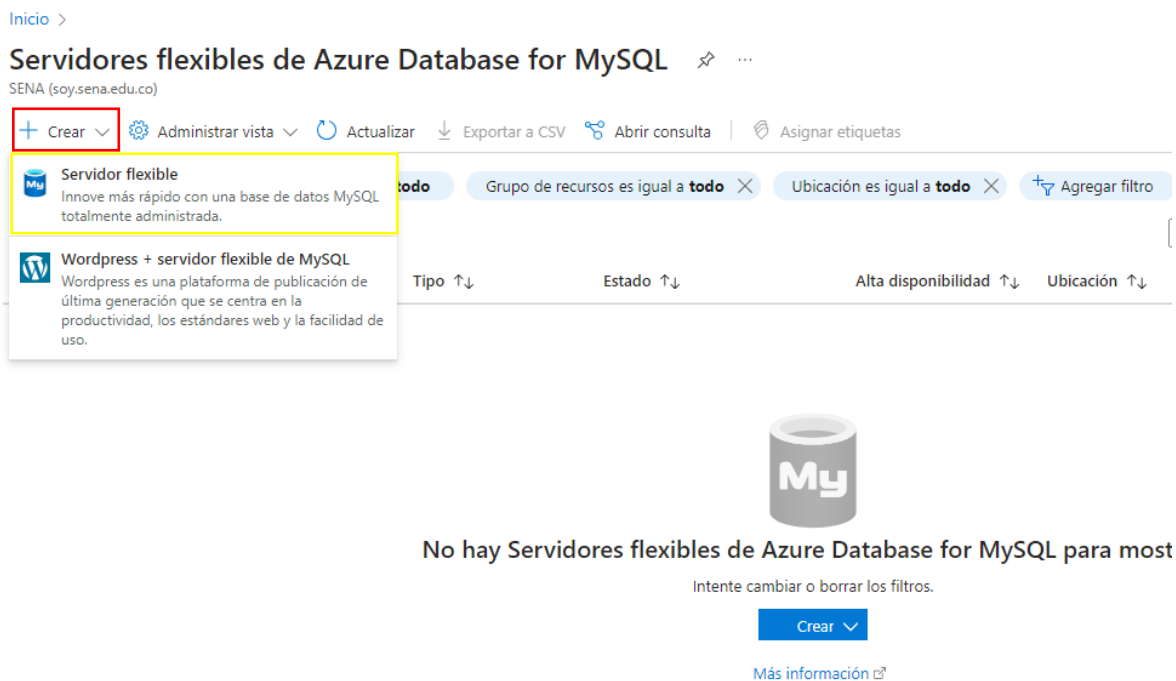 Inicio >
Servidores flexibles de Azure Database for MySQL ...
SENA (soy.sena.edu.co)
+ Crear Administrar vista Actualizar Exportar a CSV Abrir consulta Asignar etiquetas
Servidor flexible
Innove más rápido con una base de datos MySQL
totalmente administrada.
todo Grupo de recursos es igual a todo Ubicación es igual a todo Agregar filtro
Wordpress + servidor flexible de MySQL
Wordpress es una plataforma de publicación de
última generación que se centra en la
productividad, los estándares web y la facilidad de
uso.
Tipo ↑↓ Estado ↑↓ Alta disponibilidad ↑↓ Ubicación ↑↓
My
No hay Servidores flexibles de Azure Database for MySQL para most
Intente cambiar o borrar los filtros.
Crear
Más información